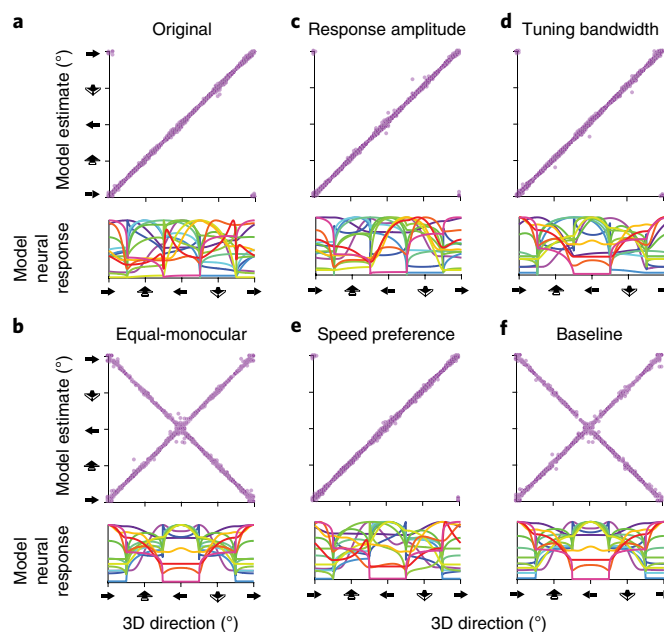 a Original
c Response amplitude
d Tuning bandwidth
Model estimate (°)
Model
neural
response
b Equal-monocular
e Speed preference
f Baseline
Model estimate (°)
Model
neural
response
3D direction (°)
3D direction (°)